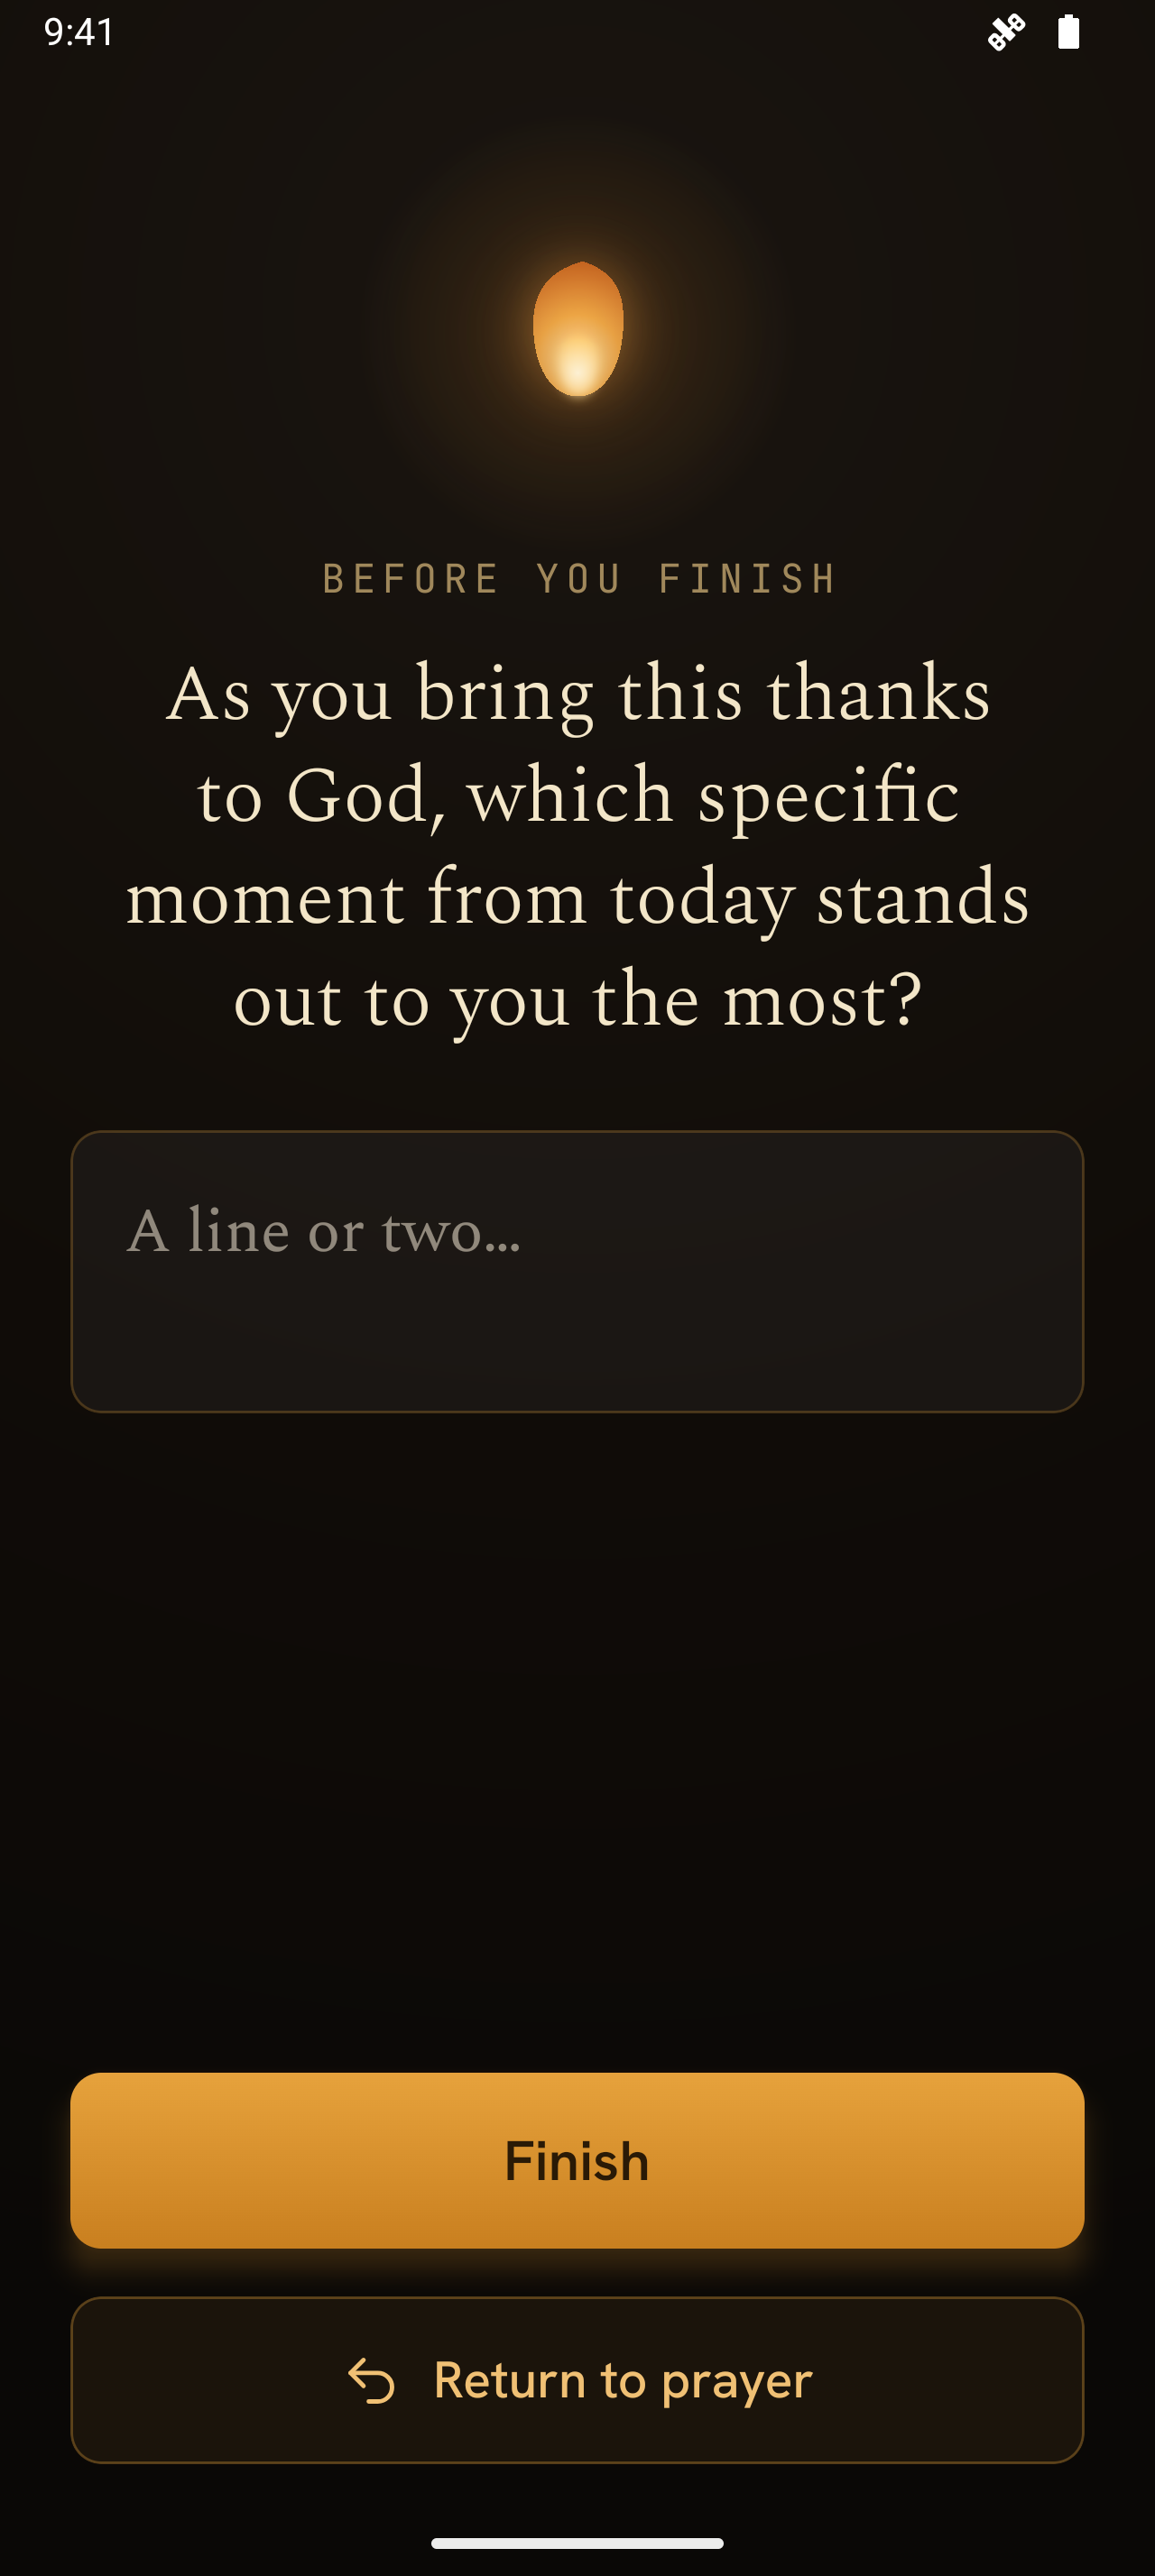 9:41
BEFORE YOU FINISH
As you bring this thanks
to God, which specific
moment from today stands
out to you the most?
A line or two…
Finish
Return to prayer